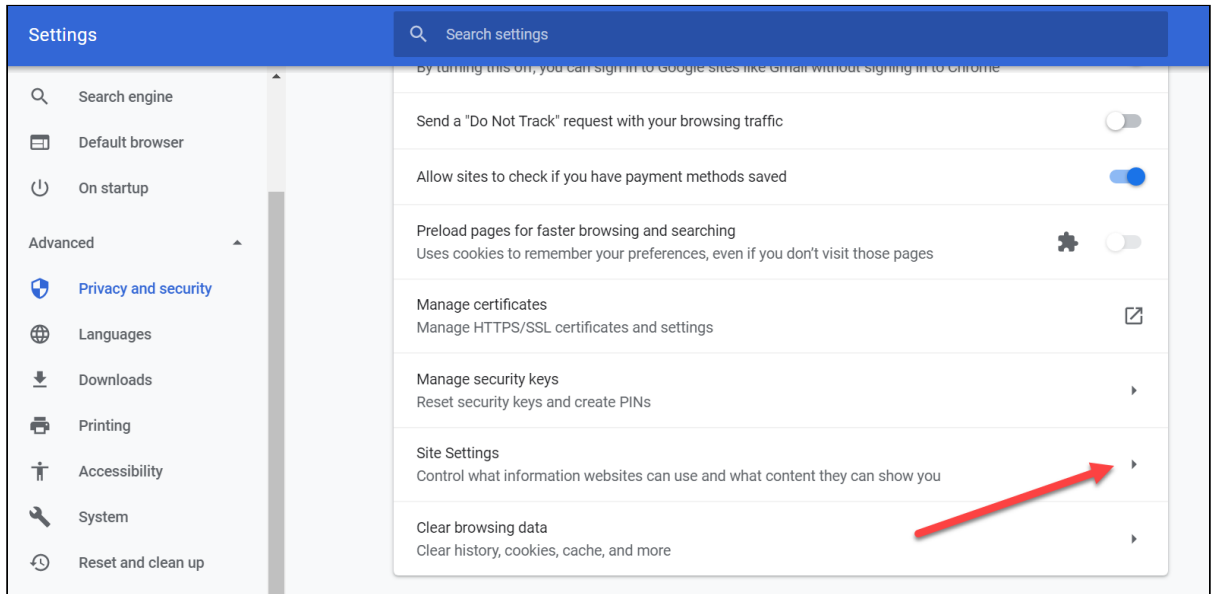 Settings
Search settings
Search engine
Default browser
On startup
Advanced
Privacy and security
Languages
Downloads
Printing
Accessibility
System
Reset and clean up
By turning this off, you can sign in to Google sites like Gmail without signing in to Chrome
Send a "Do Not Track" request with your browsing traffic
Allow sites to check if you have payment methods saved
Preload pages for faster browsing and searching
Uses cookies to remember your preferences, even if you don't visit those pages
Manage certificates
Manage HTTPS/SSL certificates and settings
Manage security keys
Reset security keys and create PINs
Site Settings
Control what information websites can use and what content they can show you
Clear browsing data
Clear history, cookies, cache, and more